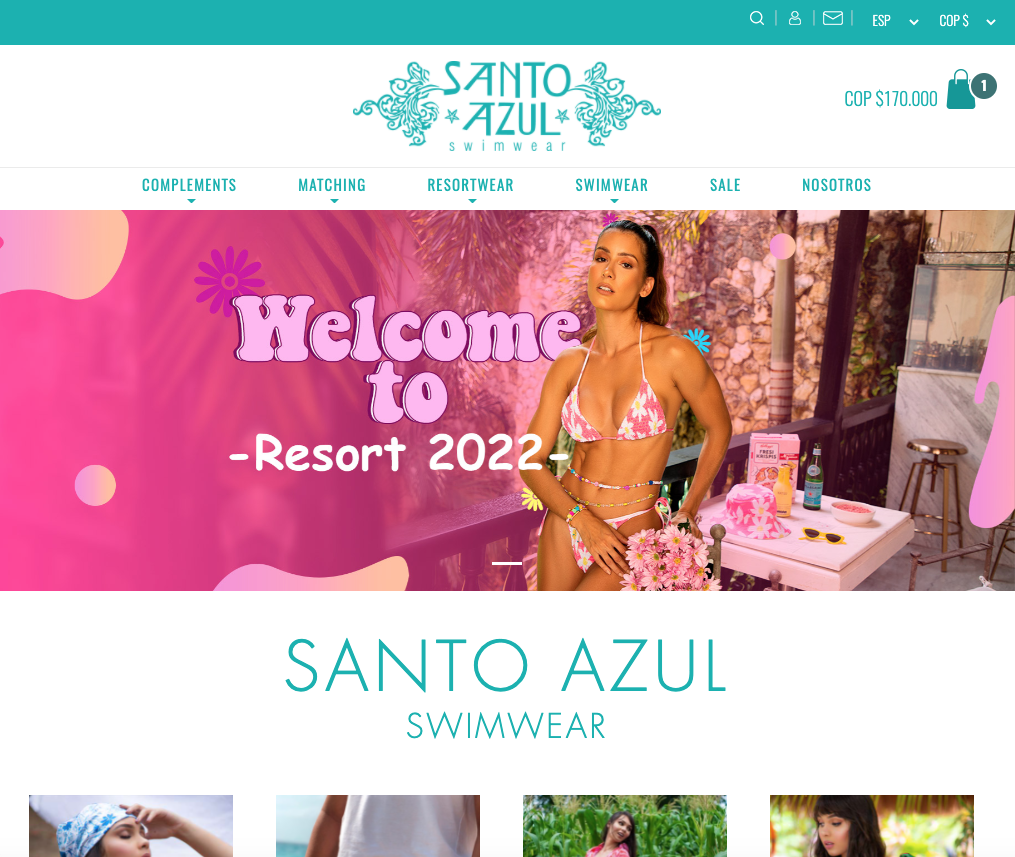 ESP
COP $
SANTO
AZUL
swimwear
COP $170.000
1
COMPLEMENTS
MATCHING
RESORTWEAR
SWIMWEAR
SALE
NOSOTROS
Welcome
to
-Resort 2022-
SANTO AZUL
SWIMWEAR